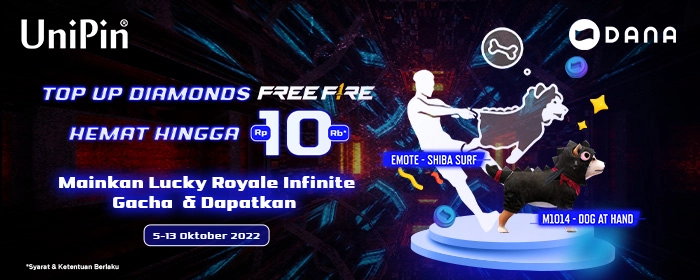 UniPin®
DANA
TOP UP DIAMONDS FREE FIRE
HEMAT HINGGA Rp 10 Rb*
Mainkan Lucky Royale Infinite
Gacha & Dapatkan
5-13 Oktober 2022
EMOTE - SHIBA SURF
M1014 - DOG AT HAND
*Syarat & Ketentuan Berlaku